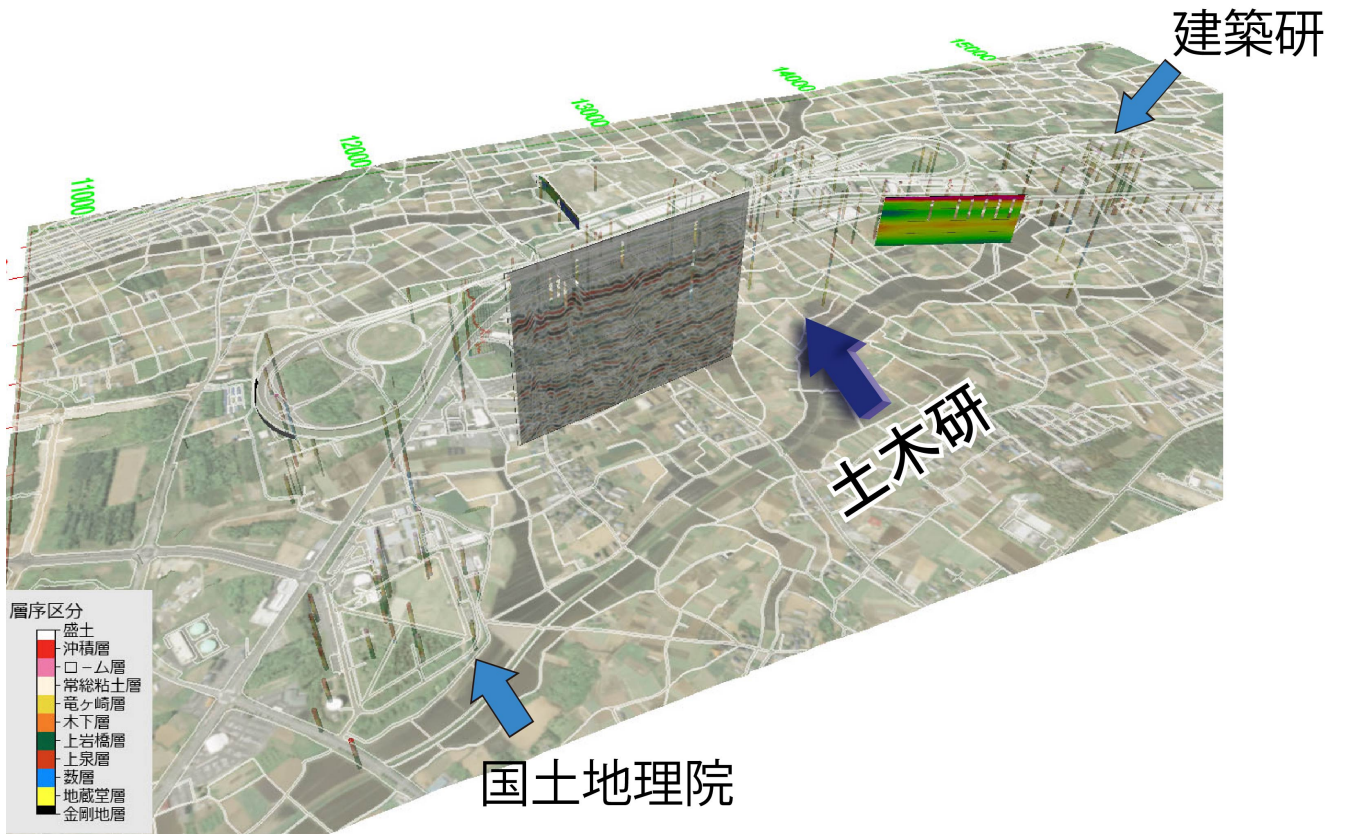 建築研
15000
14000
13000
12000
11000
土木研
国土地理院
層序区分
盛土
沖積層
ローム層
常総粘土層
竜ヶ崎層
木下層
上岩橋層
上泉層
薮層
地蔵堂層
金剛地層